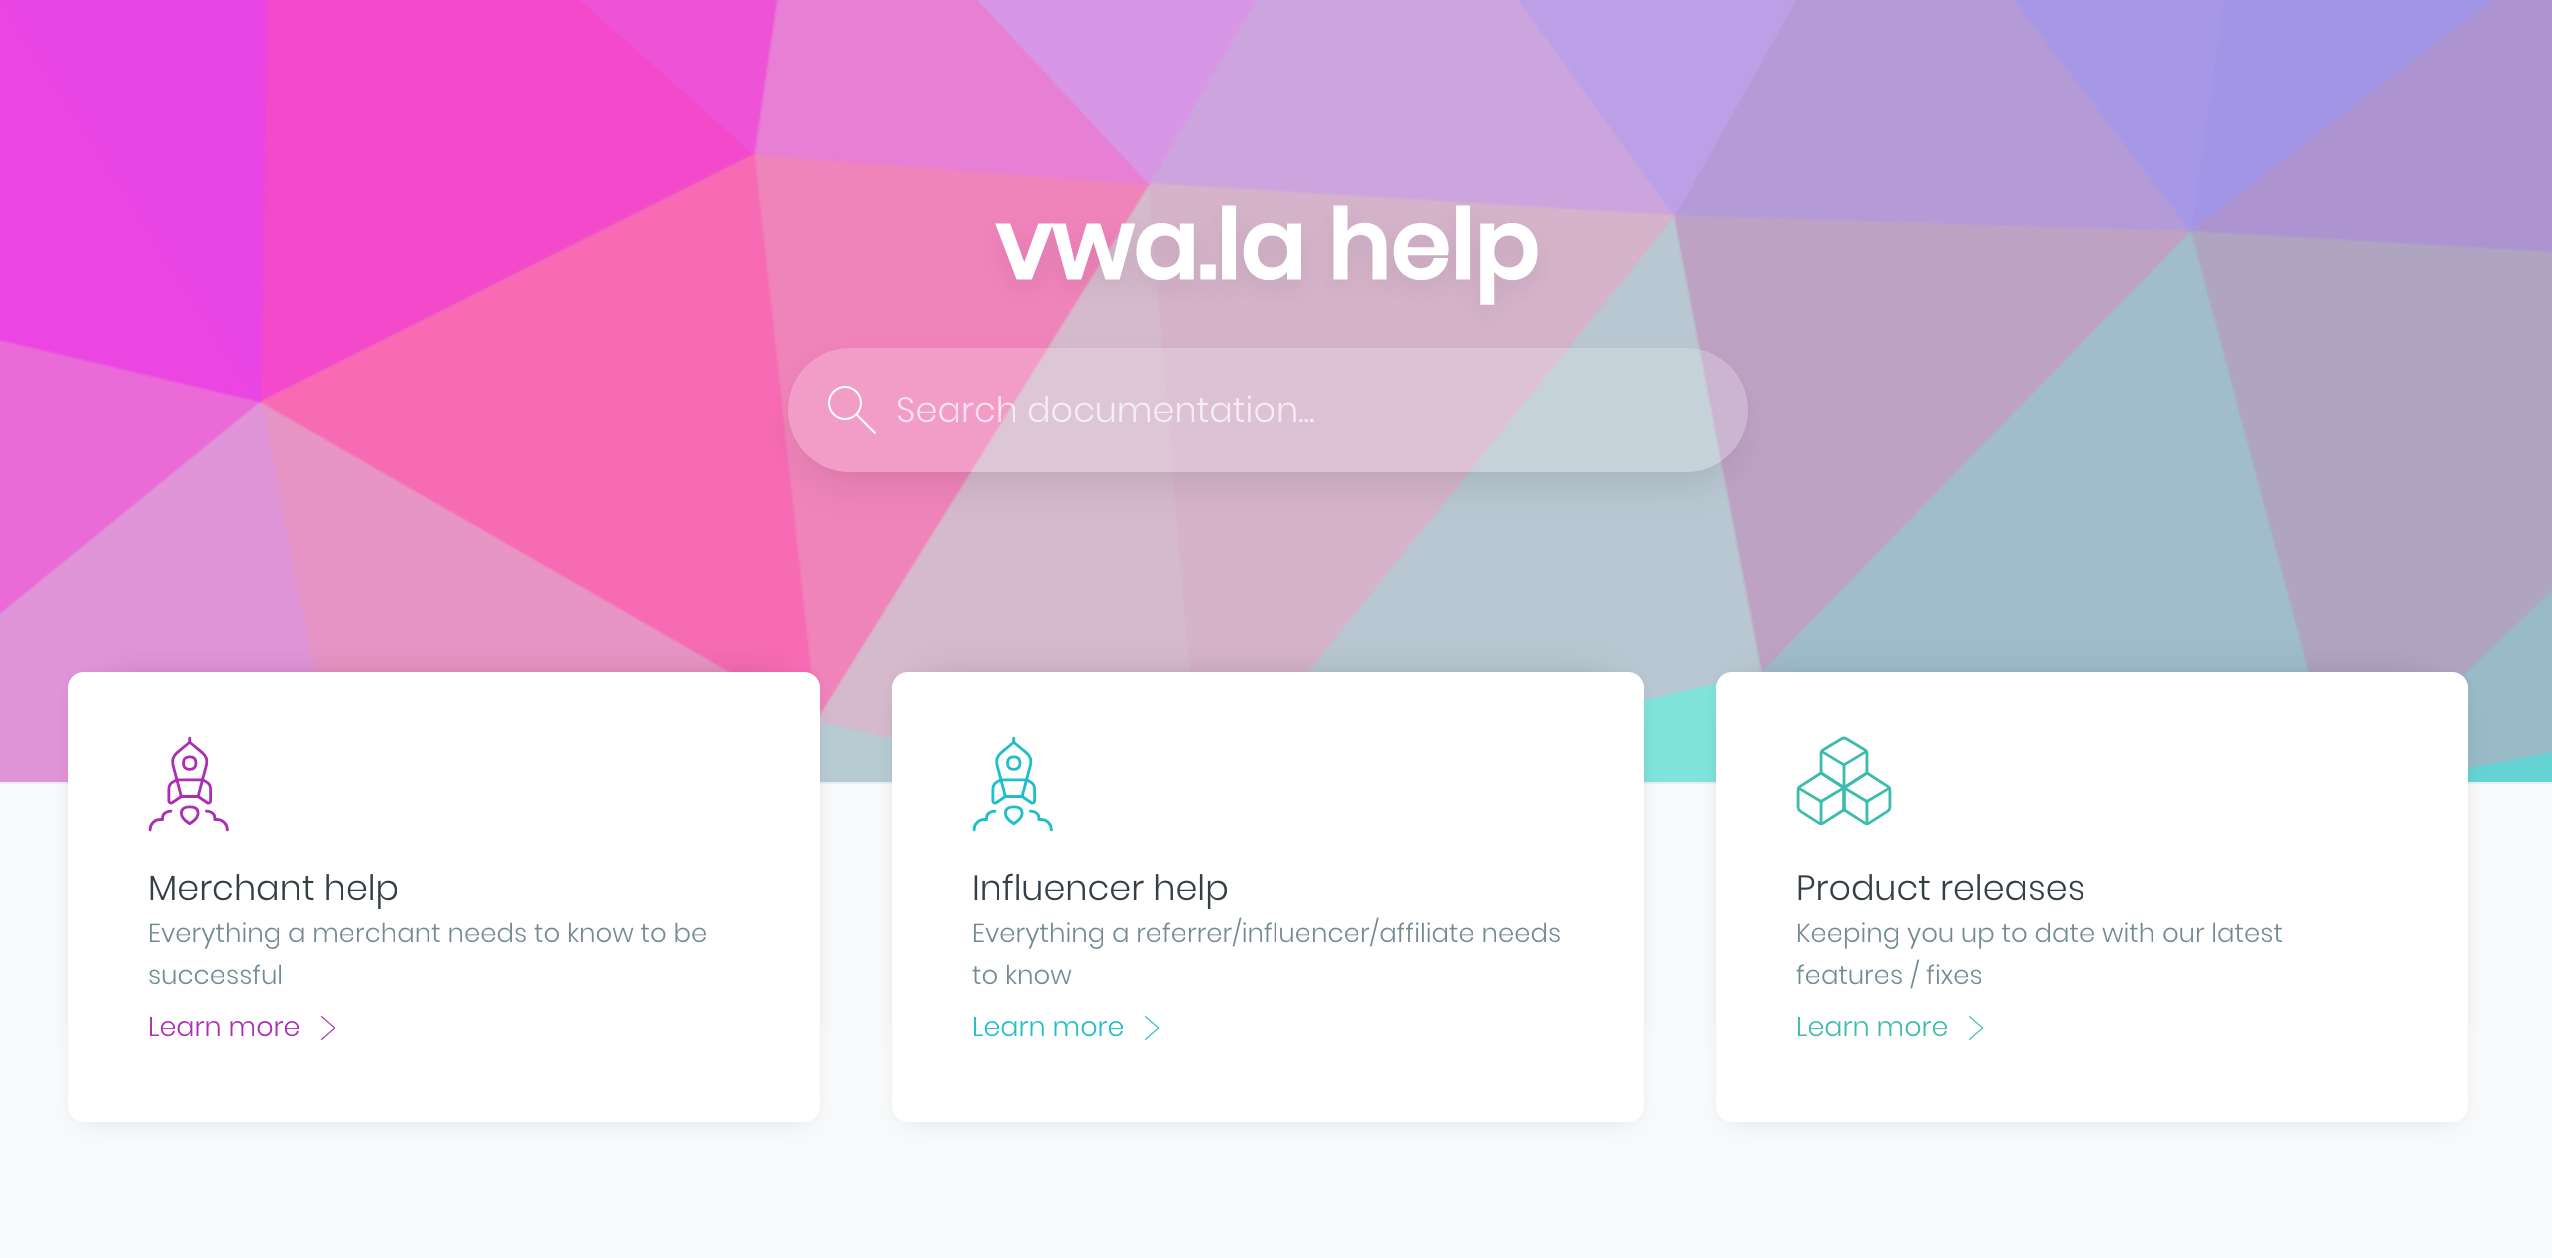 vwa.la help
Search documentation...
Merchant help
Everything a merchant needs to know to be
successful
Learn more
Influencer help
Everything a referrer/influencer/affiliate needs
to know
Learn more
Product releases
Keeping you up to date with our latest
features / fixes
Learn more